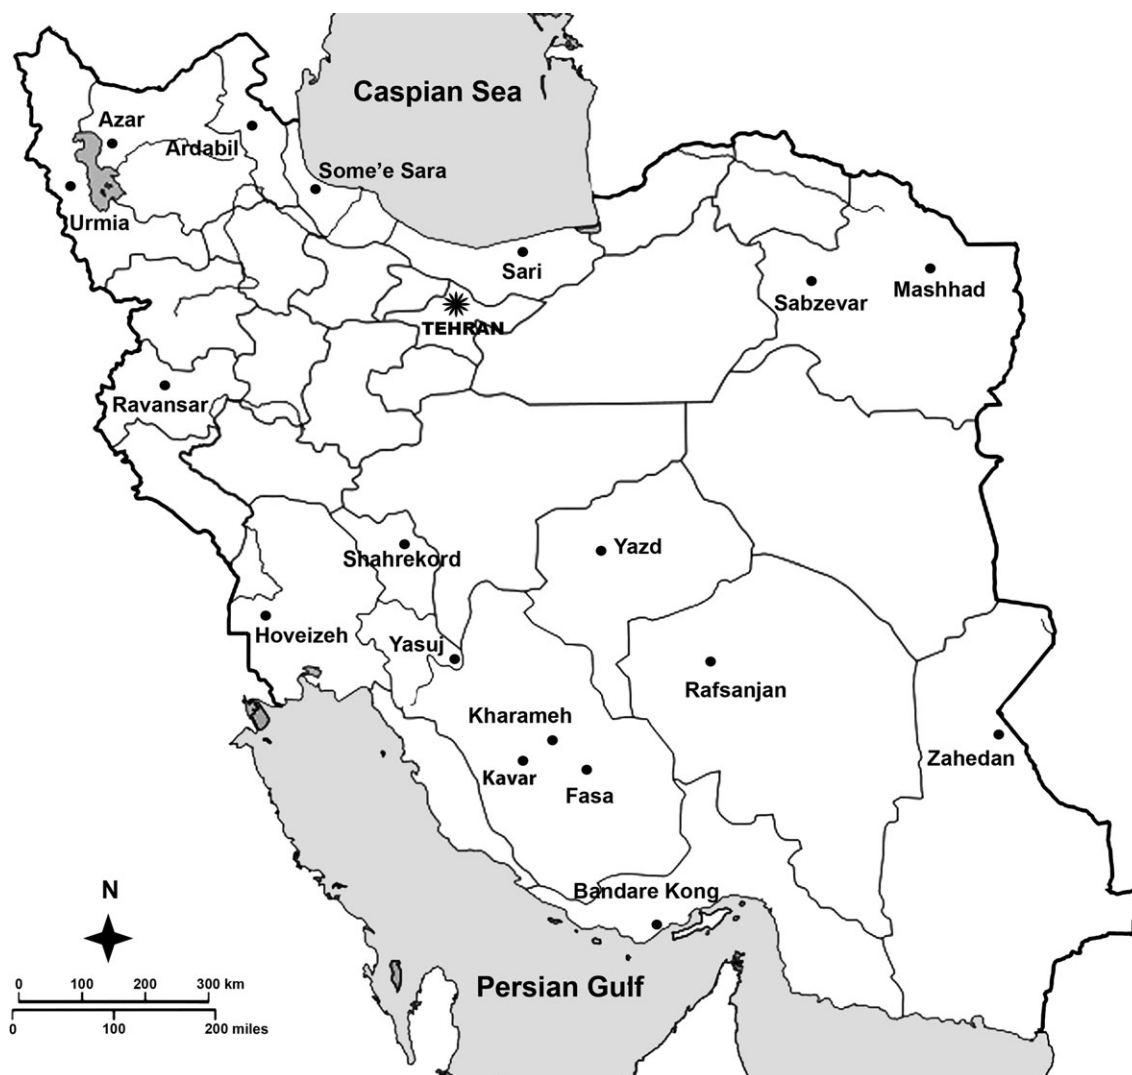 Caspian Sea
Azar
Ardabil
Some’e Sara
Urmia
Sari
Mashhad
Sabzevar
TEHRAN
Ravansar
Shahrekord
Yazd
Hoveizeh
Yasuj
Rafsanjan
Kharameh
Zahedan
Kavar
Fasa
Bandare Kong
N
Persian Gulf
0 100 200 300 km
0 100 200 miles